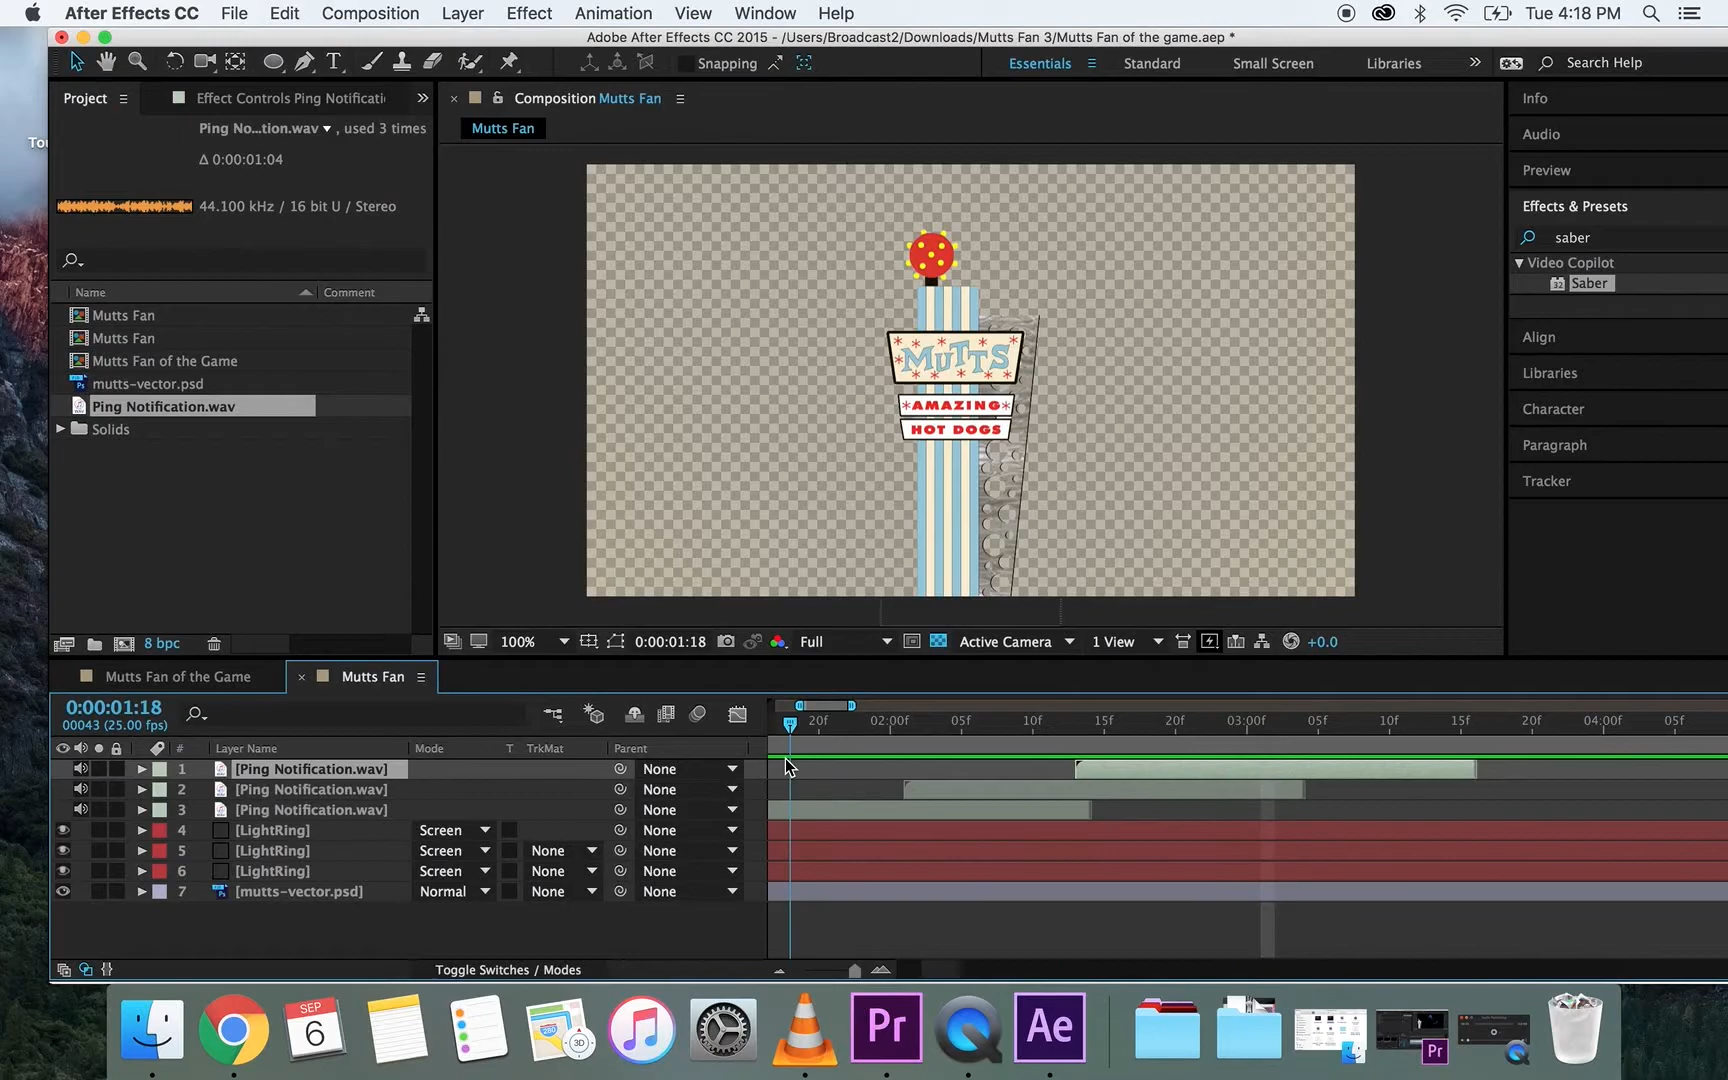 After Effects CC File Edit Composition Layer Effect Animation View Window Help Tue 4:18 PM
Adobe After Effects CC 2015 - /Users/Broadcast2/Downloads/Mutts Fan 3/Mutts Fan of the game.aep *
Snapping Essentials Standard Small Screen Libraries Search Help
Project Effect Controls Ping Notificati
Composition Mutts Fan
Info
Ping No...tion.wav , used 3 times
Mutts Fan
Audio
Δ 0:00:01:04
Preview
44.100 kHz / 16 bit U / Stereo
Effects & Presets
saber
Video Copilot
32 Saber
Name Comment
Mutts Fan
Mutts Fan
Mutts Fan of the Game
mutts-vector.psd
Ping Notification.wav
Solids
MUTTS
*AMAZING*
HOT DOGS
Align
Libraries
Character
Paragraph
Tracker
8 bpc
100% 0:00:01:18 Full Active Camera 1 View +0.0
Mutts Fan of the Game Mutts Fan
0:00:01:18
00043 (25.00 fps)
20f 02:00f 05f 10f 15f 20f 03:00f 05f 10f 15f 20f 04:00f 05f
# Layer Name Mode T TrkMat Parent
1 [Ping Notification.wav] None
2 [Ping Notification.wav] None
3 [Ping Notification.wav] None
4 [LightRing] Screen None
5 [LightRing] Screen None None
6 [LightRing] Screen None None
7 [mutts-vector.psd] Normal None None
Toggle Switches / Modes
SEP
6
280
3D
Pr
Ae
Pr